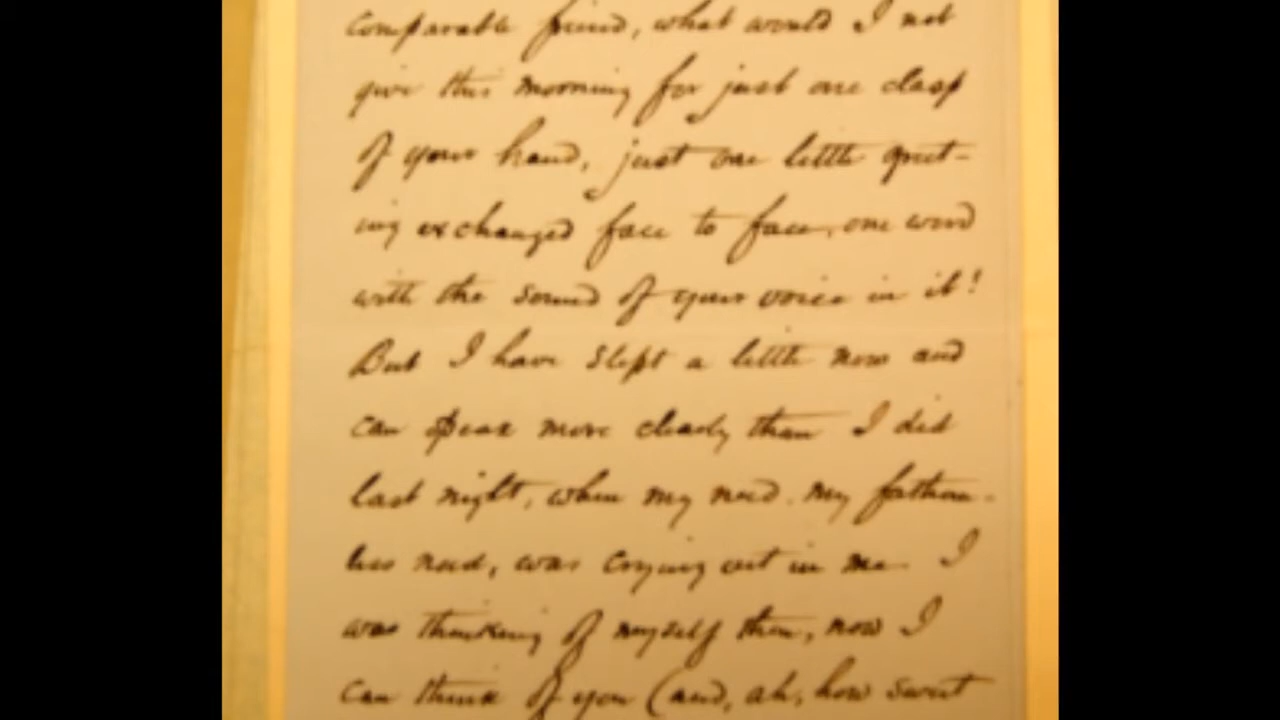 comparable friend, what would I not
give this morning for just one clasp
of your hand, just one little greet-
ing exchanged face to face, one word
with the sound of your voice in it!
But I have slept a little now and
can speak more clearly than I did
last night, when my need. my fathom-
less need, was crying out in me. I
was thinking of myself then, now I
can think of you (and, ah, how sweet